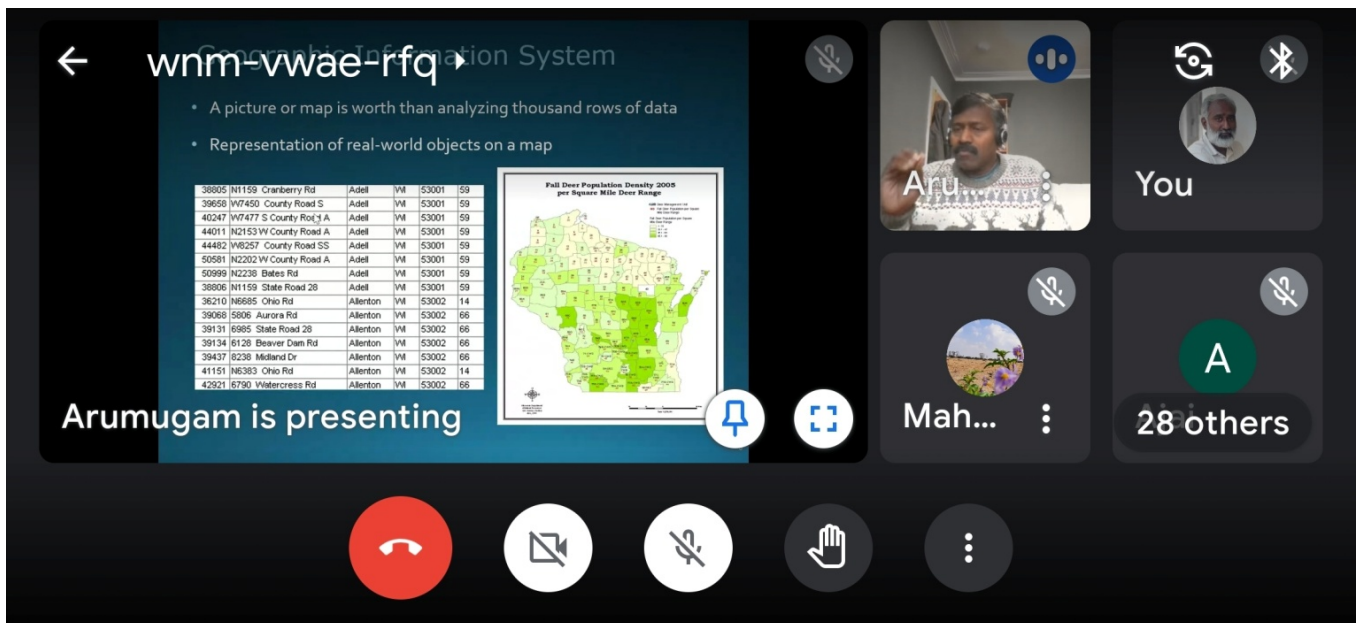 Geographic Information System
wnm-vwae-rfq
• A picture or map is worth than analyzing thousand rows of data
• Representation of real-world objects on a map
38805 N1159 Cranberry Rd Adell WI 53001 59
39658 W7450 County Road S Adell WI 53001 59
40247 W7477 S County Road A Adell WI 53001 59
44011 N2153 W County Road A Adell WI 53001 59
44482 W8257 County Road SS Adell WI 53001 59
50581 N2202 W County Road A Adell WI 53001 59
50999 N2238 Bates Rd Adell WI 53001 59
38806 N1159 State Road 28 Adell WI 53001 59
36210 N6685 Ohio Rd Allenton WI 53002 14
39068 5806 Aurora Rd Allenton WI 53002 66
39131 6985 State Road 28 Allenton WI 53002 66
39134 6128 Beaver Dam Rd Allenton WI 53002 66
39437 8238 Midland Dr Allenton WI 53002 66
41151 N6383 Ohio Rd Allenton WI 53002 14
42921 6790 Watercress Rd Allenton WI 53002 66
Fall Deer Population Density 2005
per Square Mile Deer Range
Arumugam is presenting
Aru...
You
Mah...
A
Ajai
28 others